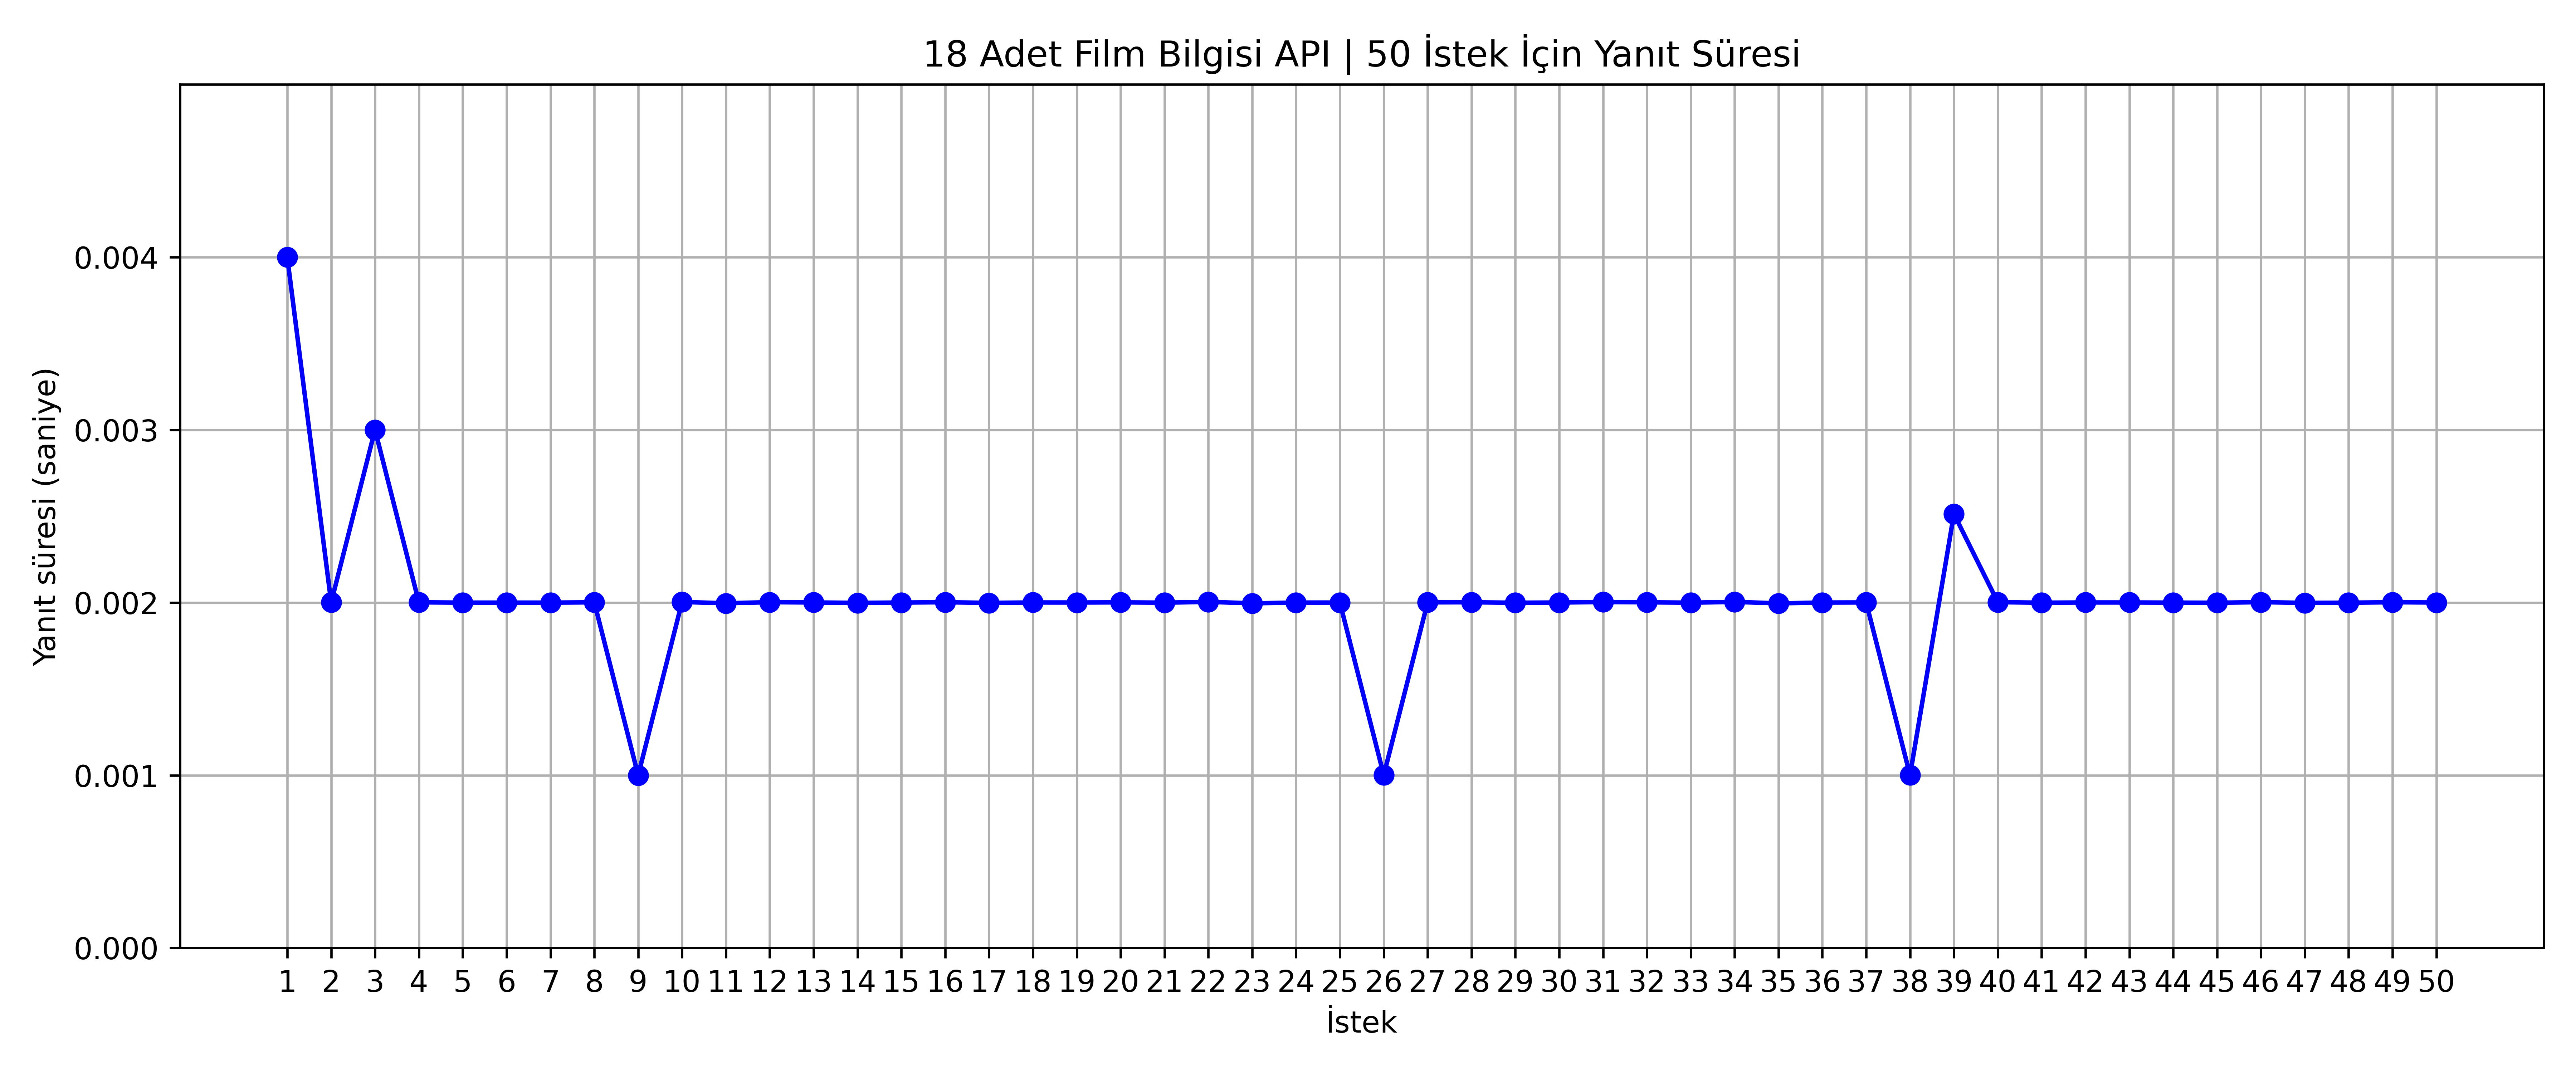 18 Adet Film Bilgisi API | 50 İstek İçin Yanıt Süresi
Yanıt süresi (saniye)
0.004
0.003
0.002
0.001
0.000
1 2 3 4 5 6 7 8 9 10 11 12 13 14 15 16 17 18 19 20 21 22 23 24 25 26 27 28 29 30 31 32 33 34 35 36 37 38 39 40 41 42 43 44 45 46 47 48 49 50
İstek